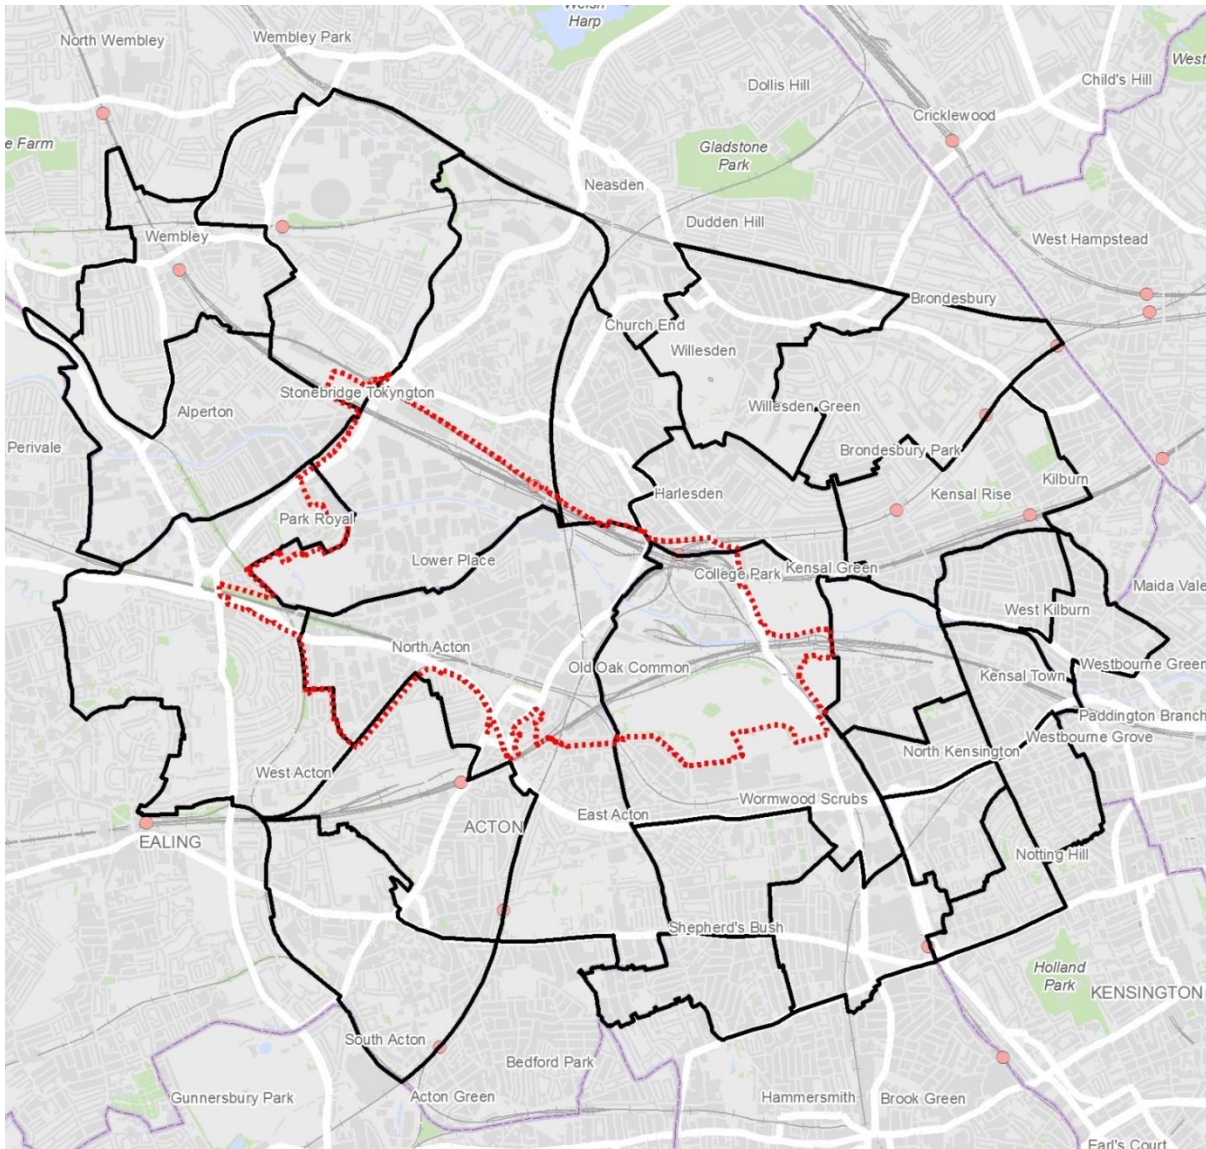 Welsh
Harp
North Wembley
Wembley Park
Child's Hill
West
Dollis Hill
Cricklewood
e Farm
Gladstone
Park
Neasden
Dudden Hill
Wembley
West Hampstead
Brondesbury
Church End
Willesden
Stonebridge Tokyngton
Alperton
Willesden Green
Perivale
Brondesbury Park
Harlesden
Kensal Rise
Kilburn
Park Royal
Lower Place
College Park
Kensal Green
Maida Vale
West Kilburn
North Acton
Old Oak Common
Westbourne Green
Kensal Town
Paddington Branch
Westbourne Grove
North Kensington
West Acton
Wormwood Scrubs
East Acton
ACTON
EALING
Notting Hill
Shepherd's Bush
Holland
Park
KENSINGTON
South Acton
Bedford Park
Gunnersbury Park
Acton Green
Hammersmith
Brook Green
Earl's Court